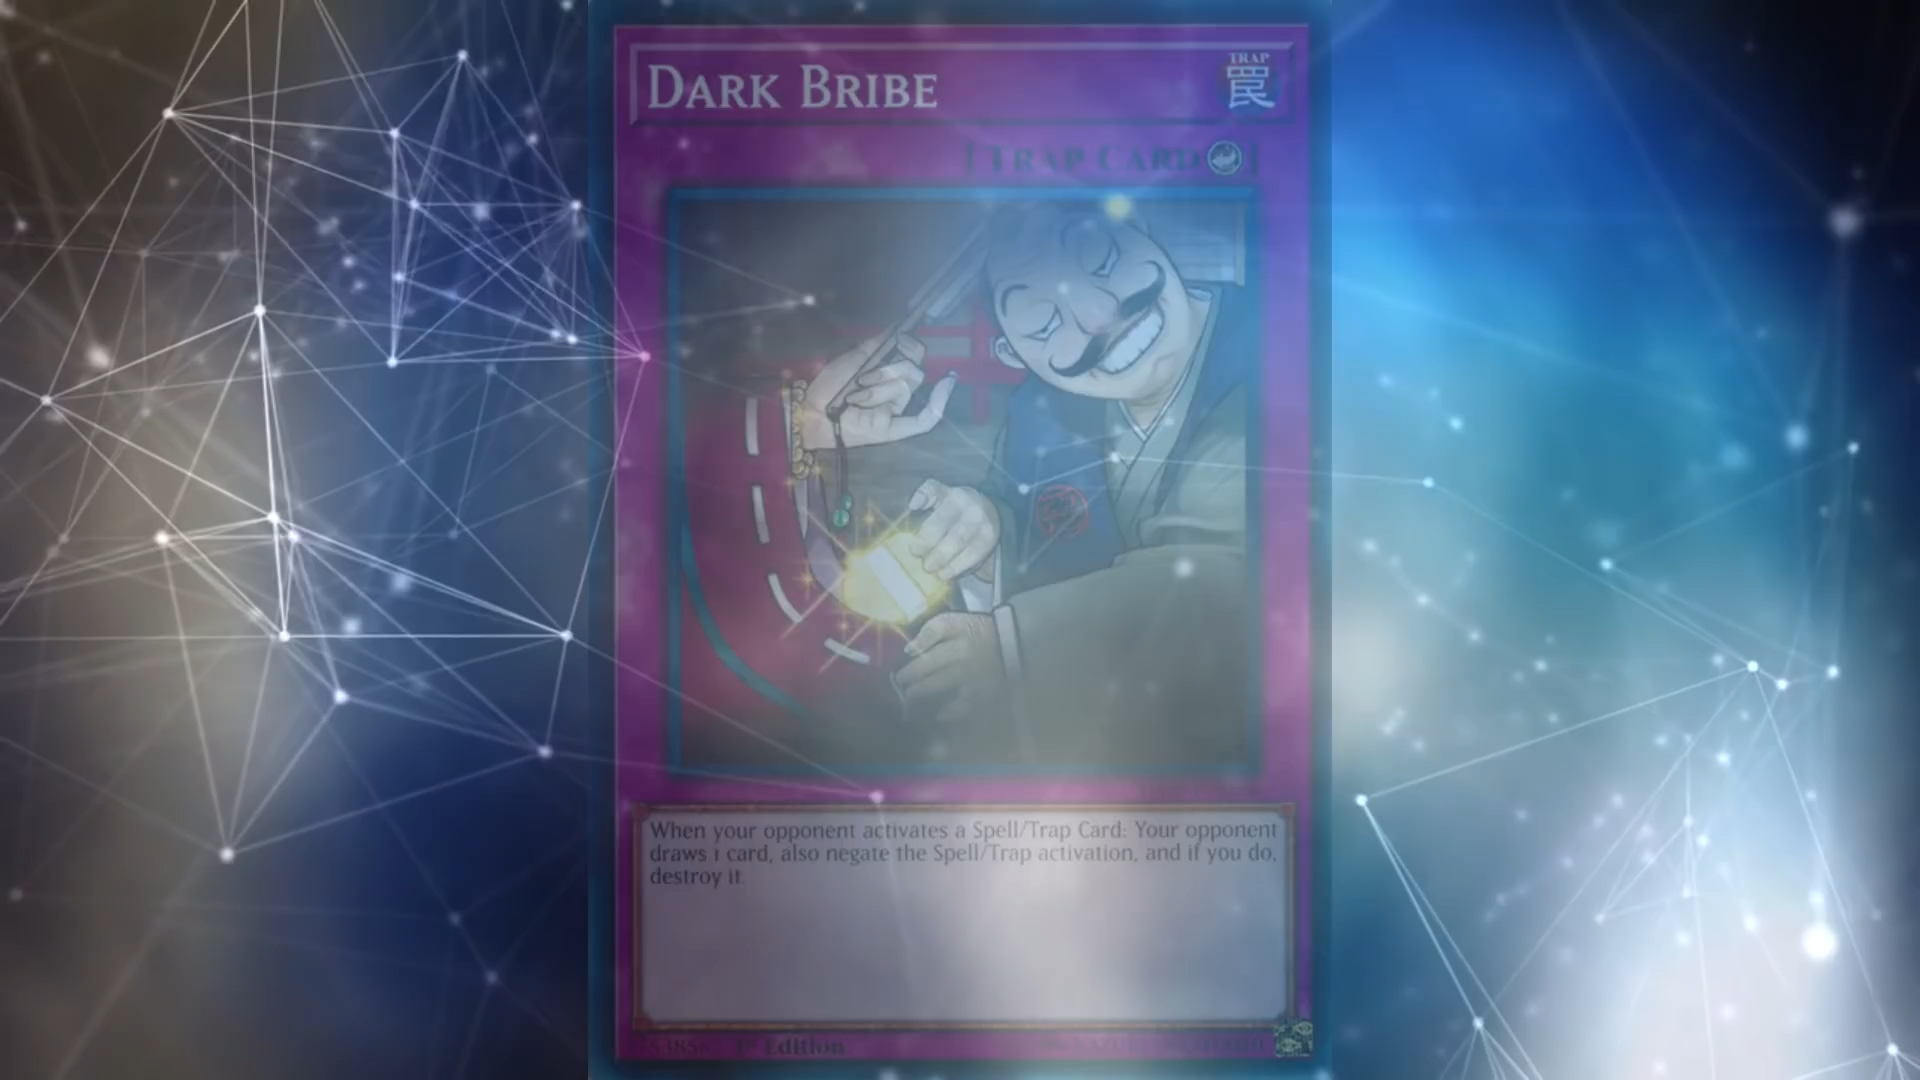 DARK BRIBE
TRAP
罠
[TRAP CARD]
When your opponent activates a Spell/Trap Card: Your opponent
draws 1 card, also negate the Spell/Trap activation, and if you do,
destroy it.
1st Edition